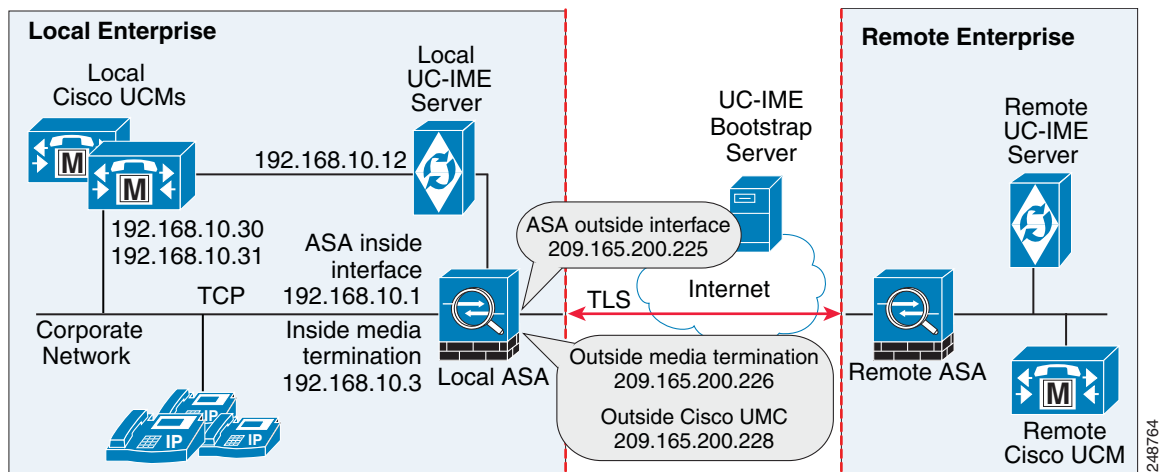 Local Enterprise
Local
Cisco UCMs
Local
UC-IME
Server
M
M
192.168.10.12
192.168.10.30
192.168.10.31
TCP
ASA inside
interface
192.168.10.1
Corporate
Network
Inside media
termination
192.168.10.3
Local ASA
IP
IP
IP
UC-IME
Bootstrap
Server
ASA outside interface
209.165.200.225
TLS
Internet
Outside media termination
209.165.200.226
Outside Cisco UMC
209.165.200.228
Remote Enterprise
Remote
UC-IME
Server
Remote ASA
M
Remote
Cisco UCM
248764